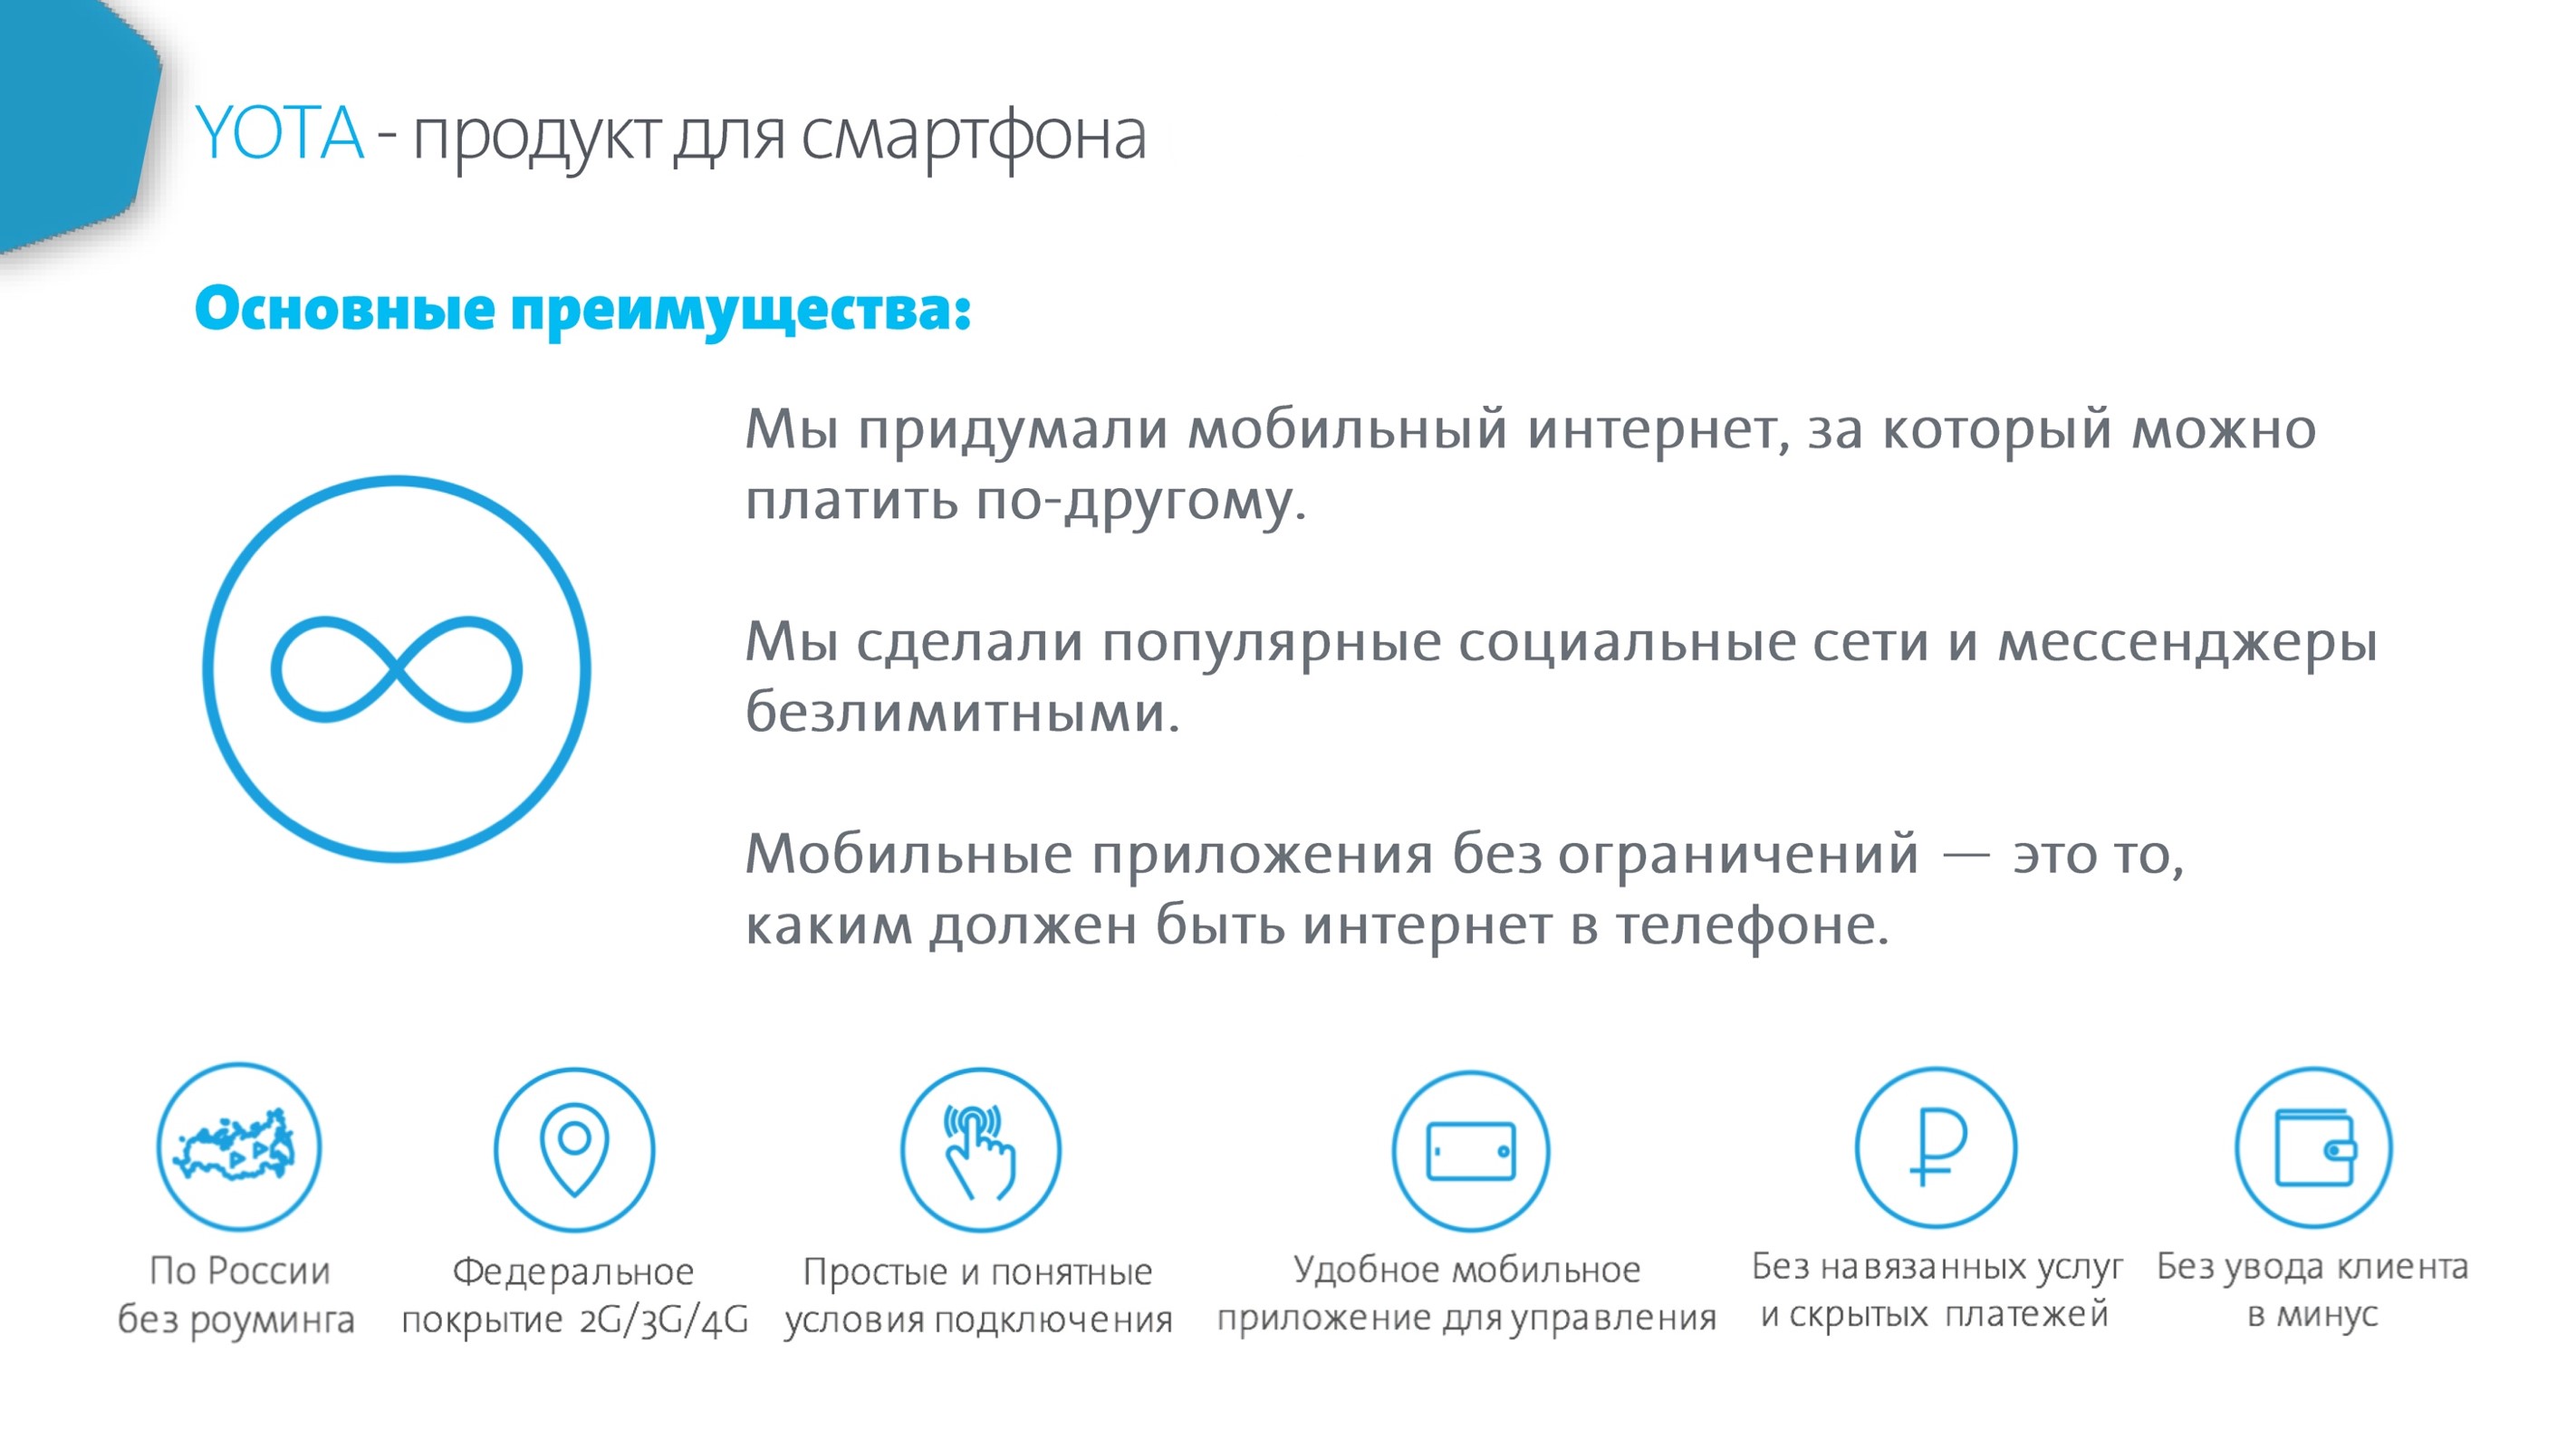 YOTA - продукт для смартфона
Основные преимущества:
Мы придумали мобильный интернет, за который можно
платить по-другому.
Мы сделали популярные социальные сети и мессенджеры
безлимитными.
Мобильные приложения без ограничений — это то,
каким должен быть интернет в телефоне.
По России
без роуминга
Федеральное
покрытие 2G/3G/4G
Простые и понятные
условия подключения
Удобное мобильное
приложение для управления
Без навязанных услуг
и скрытых платежей
Без увода клиента
в минус